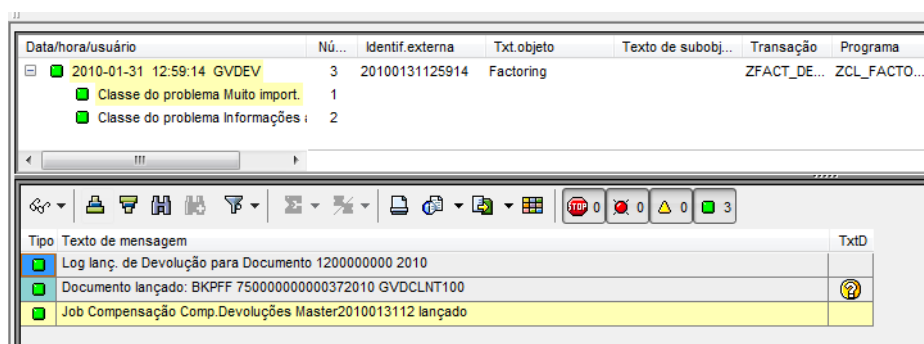 Data/hora/usuário Nú... Identif.externa Txt.objeto Texto de subobj... Transação Programa
2010-01-31 12:59:14 GVDEV 3 20100131125914 Factoring ZFACT_DE... ZCL_FACTO...
Classe do problema Muito import. 1
Classe do problema Informações 2
STOP 0 0 0 3
Tipo Texto de mensagem TxtD
Log lanç. de Devolução para Documento 1200000000 2010
Documento lançado: BKPFF 750000000000372010 GVDCLNT100
Job Compensação Comp.Devoluções Master2010013112 lançado